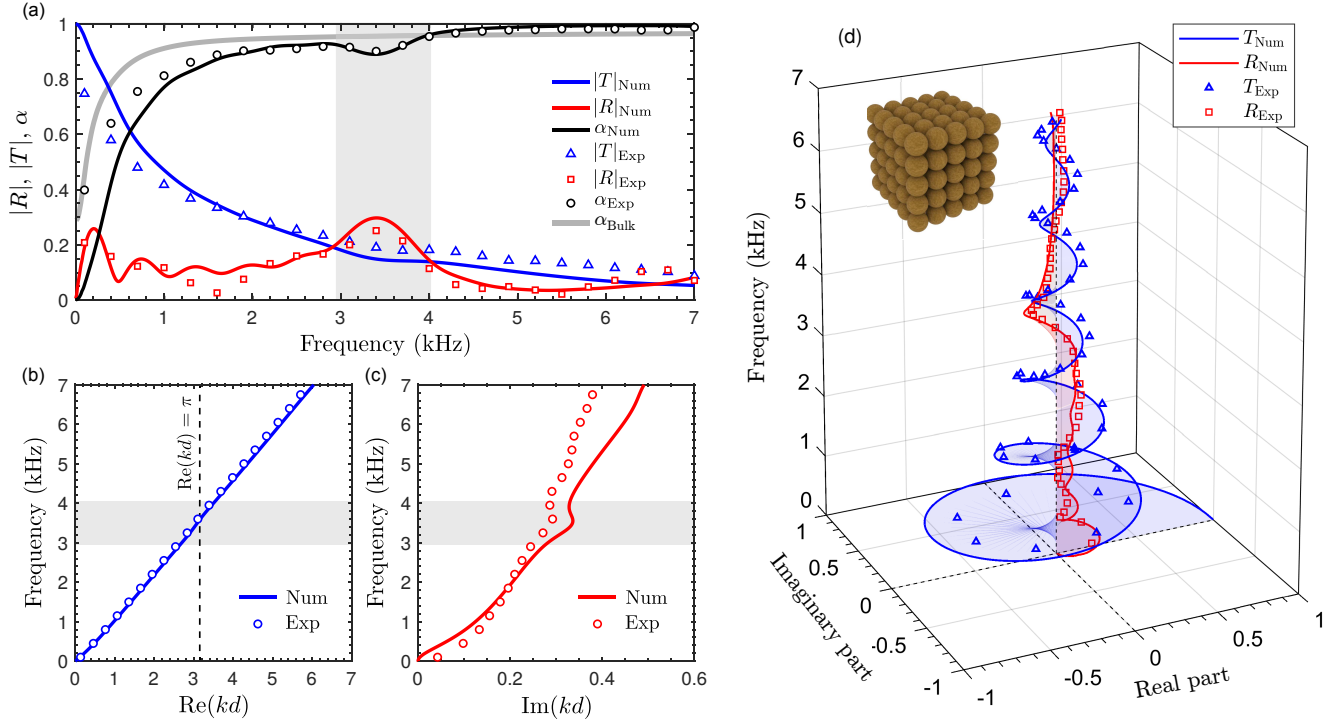 (a)
1
0.8
0.6
0.4
0.2
0
|R|, |T|, α
0 1 2 3 4 5 6 7
Frequency (kHz)
|T|Num
|R|Num
αNum
|T|Exp
|R|Exp
αExp
αBulk
(b)
7
6
5
4
3
2
1
0
Frequency (kHz)
Re(kd) = π
Num
Exp
0 1 2 3 4 5 6 7
Re(kd)
(c)
7
6
5
4
3
2
1
0
Frequency (kHz)
Num
Exp
0 0.2 0.4 0.6
Im(kd)
(d)
TNum
RNum
TExp
RExp
7
6
5
4
3
2
1
0
Frequency (kHz)
1
0.5
0
-0.5
-1
Imaginary part
-1
-0.5
0
0.5
1
Real part